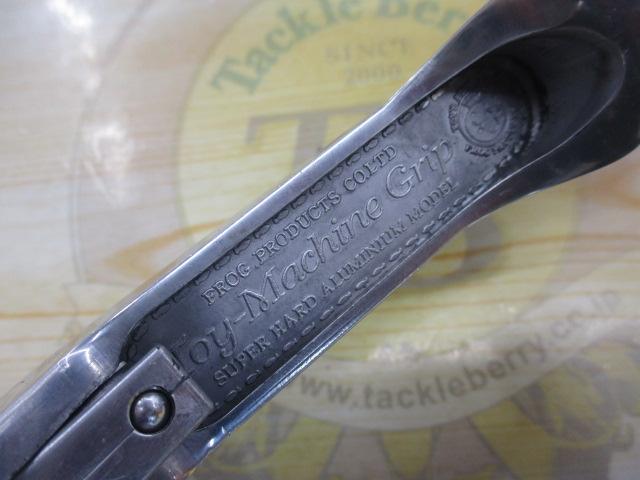 Tackle Berry
SINCE
2000
FROG PRODUCTS CO.LTD
Toy-Machine Grip
SUPER HARD ALUMINIUM MODEL
www.tackleberry.co.jp